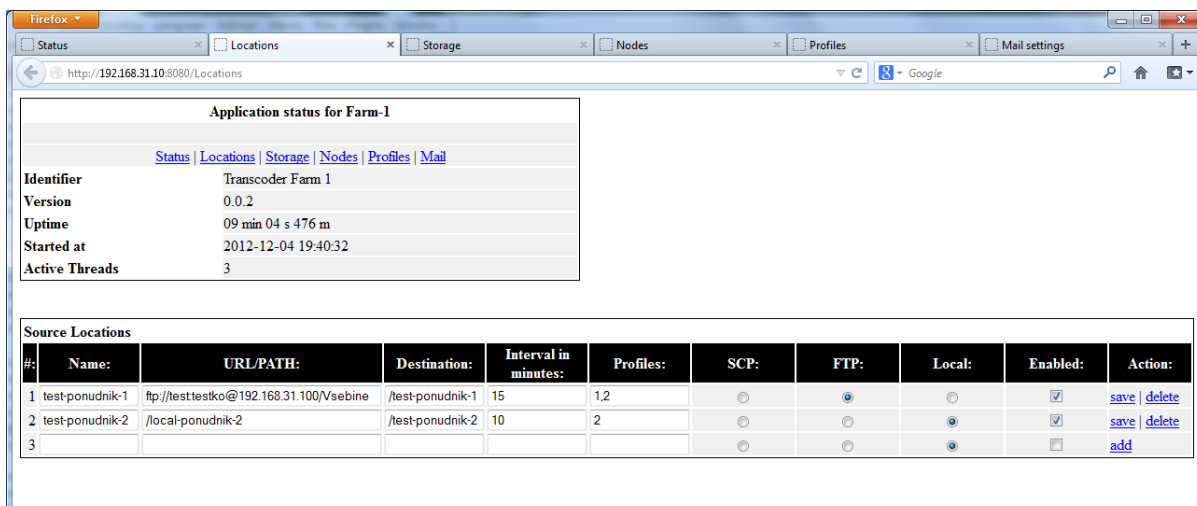 Firefox
Status Locations Storage Nodes Profiles Mail settings
http://192.168.31.10:8080/Locations Google
Application status for Farm-1
Status | Locations | Storage | Nodes | Profiles | Mail
Identifier Transcoder Farm 1
Version 0.0.2
Uptime 09 min 04 s 476 m
Started at 2012-12-04 19:40:32
Active Threads 3
Source Locations
#: Name: URL/PATH: Destination: Interval in minutes: Profiles: SCP: FTP: Local: Enabled: Action:
1 test-ponudnik-1 ftp://test:testko@192.168.31.100/Vsebine /test-ponudnik-1 15 1,2 save | delete
2 test-ponudnik-2 /local-ponudnik-2 /test-ponudnik-2 10 2 save | delete
3 add